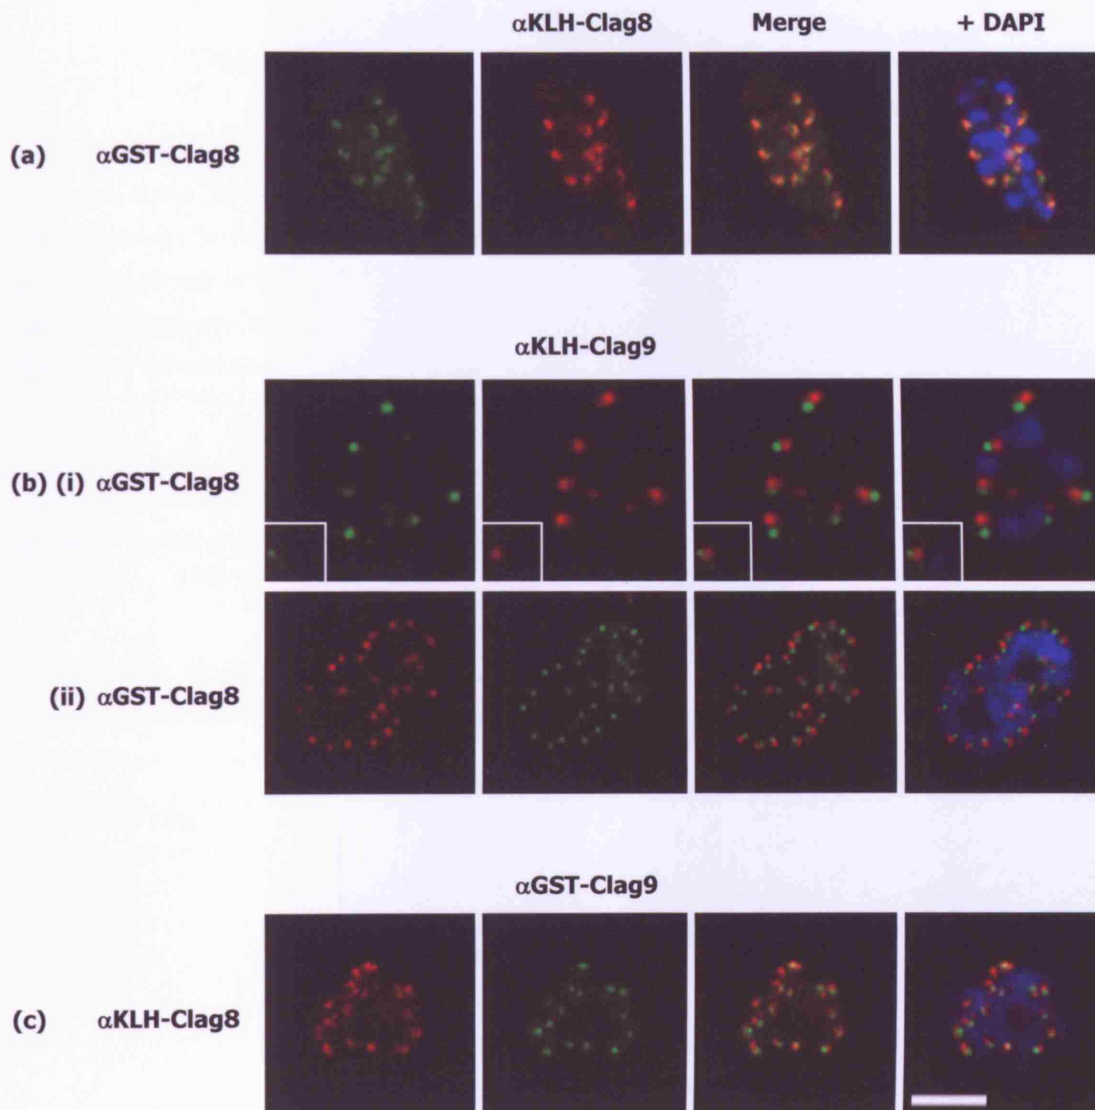 αKLH-Clag8 Merge + DAPI
(a) αGST-Clag8
αKLH-Clag9
(b) (i) αGST-Clag8
(ii) αGST-Clag8
αGST-Clag9
(c) αKLH-Clag8